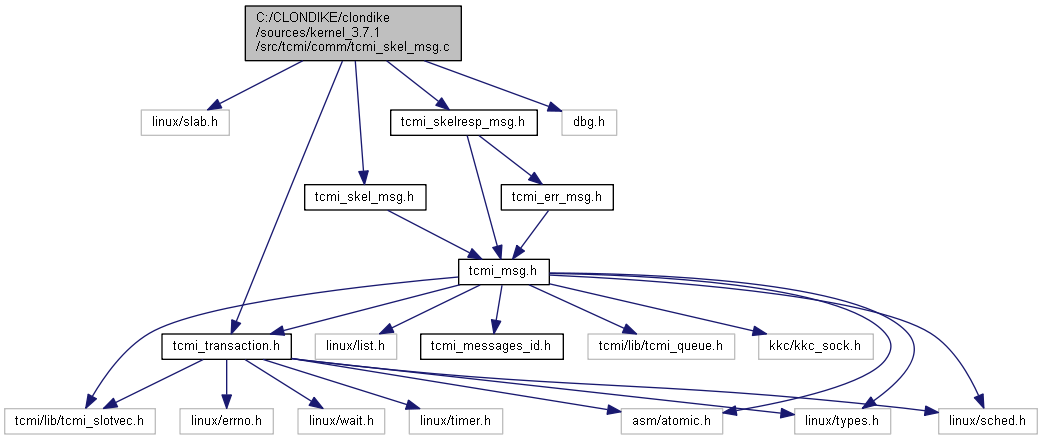 C:/CLONDIKE/clondike
/sources/kernel_3.7.1
/src/tcmi/comm/tcmi_skel_msg.c
linux/slab.h
tcmi_skelresp_msg.h
dbg.h
tcmi_skel_msg.h
tcmi_err_msg.h
tcmi_msg.h
tcmi_transaction.h
linux/list.h
tcmi_messages_id.h
tcmi/lib/tcmi_queue.h
kkc/kkc_sock.h
tcmi/lib/tcmi_slotvec.h
linux/errno.h
linux/wait.h
linux/timer.h
asm/atomic.h
linux/types.h
linux/sched.h